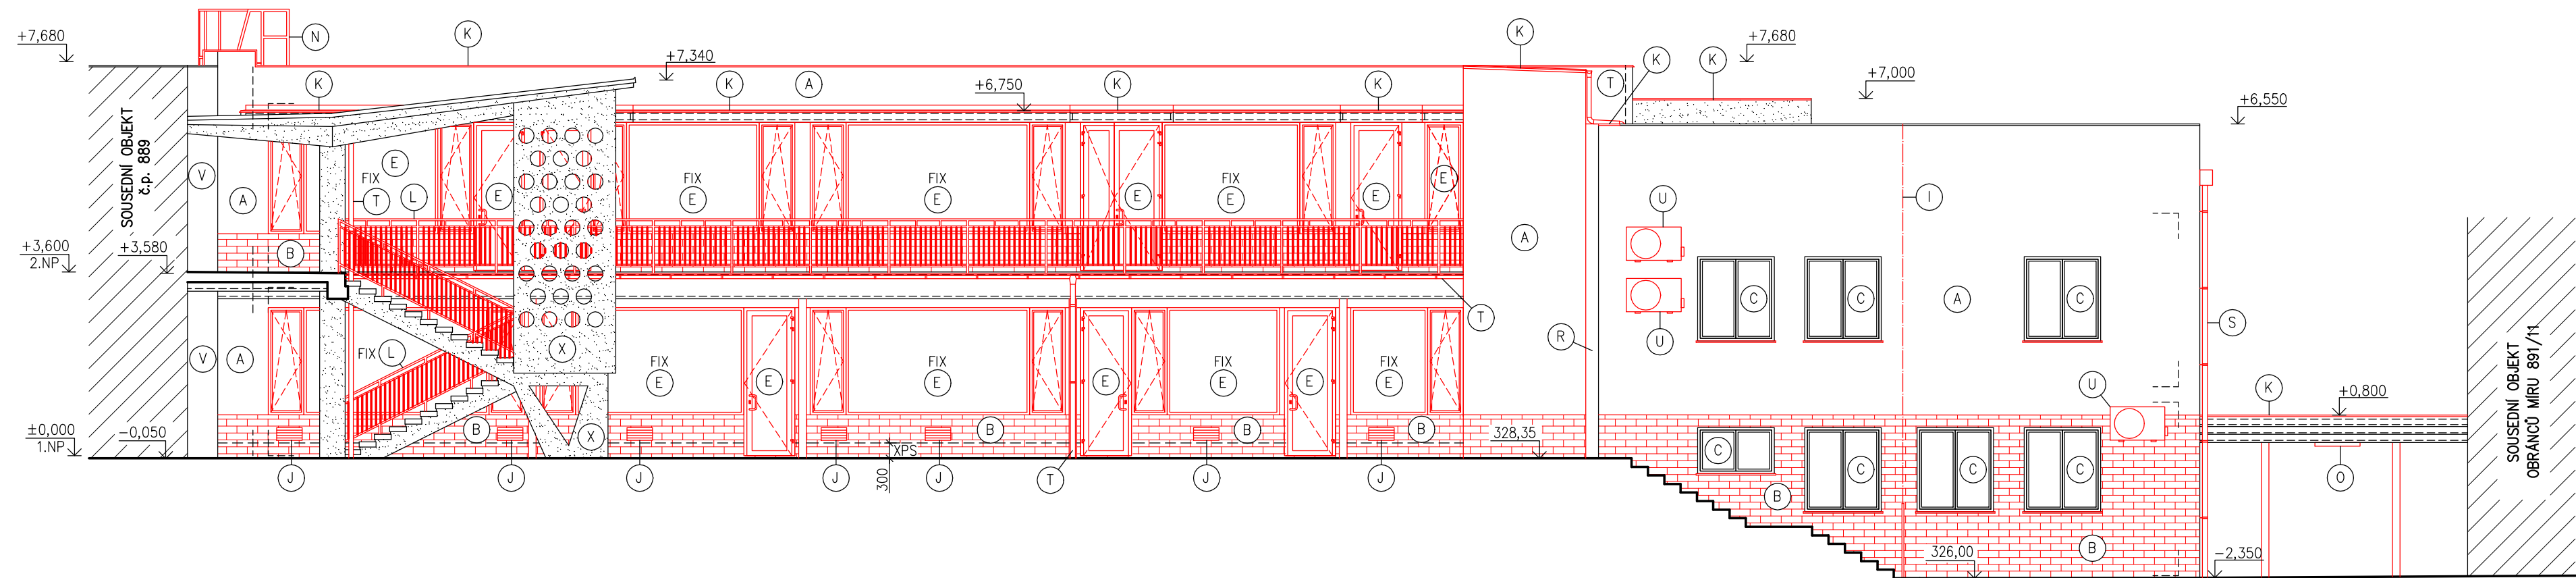 +7,680
N
K
+7,340
K
K
A
+6,750
K
K
K
T
K
K
+7,680
+7,000
+6,550
SOUSEDNÍ OBJEKT
č.p. 889
V
A
E
FIX
T
L
E
FIX
E
FIX
E
E
FIX
E
E
E
U
I
A
U
C
C
A
C
+3,600
2.NP
+3,580
B
T
R
S
V
A
FIX
L
X
FIX
E
E
FIX
E
E
FIX
E
E
FIX
E
U
K
+0,800
SOUSEDNÍ OBJEKT
OBRÁNCŮ MÍRU 891/11
±0,000
1.NP
-0,050
B
X
B
B
B
328,35
C
C
C
C
XPS
300
J
J
J
J
J
T
J
J
B
O
B
326,00
-2,350